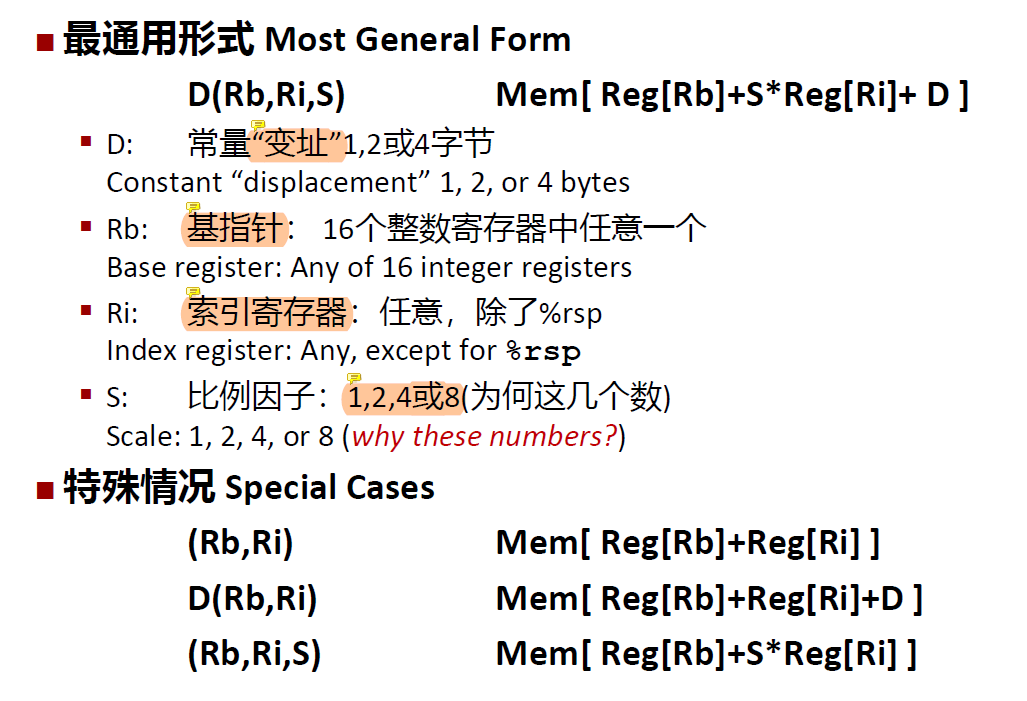 最通用形式 Most General Form
D(Rb,Ri,S) Mem[ Reg[Rb]+S*Reg[Ri]+ D ]
D: 常量“变址”1,2或4字节
Constant “displacement” 1, 2, or 4 bytes
Rb: 基指针： 16个整数寄存器中任意一个
Base register: Any of 16 integer registers
Ri: 索引寄存器：任意，除了%rsp
Index register: Any, except for %rsp
S: 比例因子：1,2,4或8(为何这几个数)
Scale: 1, 2, 4, or 8 (why these numbers?)
特殊情况 Special Cases
(Rb,Ri) Mem[ Reg[Rb]+Reg[Ri] ]
D(Rb,Ri) Mem[ Reg[Rb]+Reg[Ri]+D ]
(Rb,Ri,S) Mem[ Reg[Rb]+S*Reg[Ri] ]